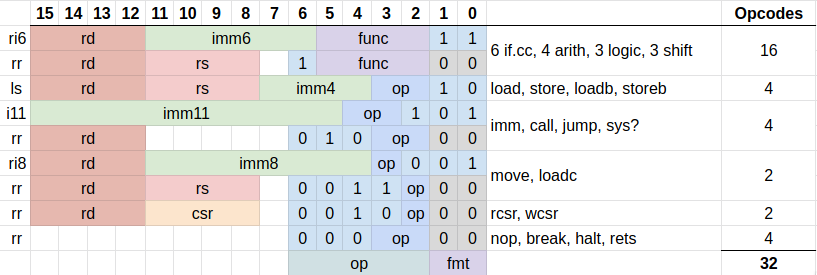 15 14 13 12 11 10 9 8 7 6 5 4 3 2 1 0 Opcodes
ri6 rd imm6 func 1 1
6 if.cc, 4 arith, 3 logic, 3 shift 16
rr rd rs 1 func 0 0
ls rd rs imm4 op 1 0 load, store, loadb, storeb 4
i11 imm11 op 1 0 1
imm, call, jump, sys? 4
rr rd 0 1 0 op 0 0
ri8 rd imm8 op 0 0 1
move, loadc 2
rr rd rs 0 0 1 1 op 0 0
rr rd csr 0 0 1 0 op 0 0 rcsr, wcsr 2
rr 0 0 0 op 0 0 nop, break, halt, rets 4
op fmt 32